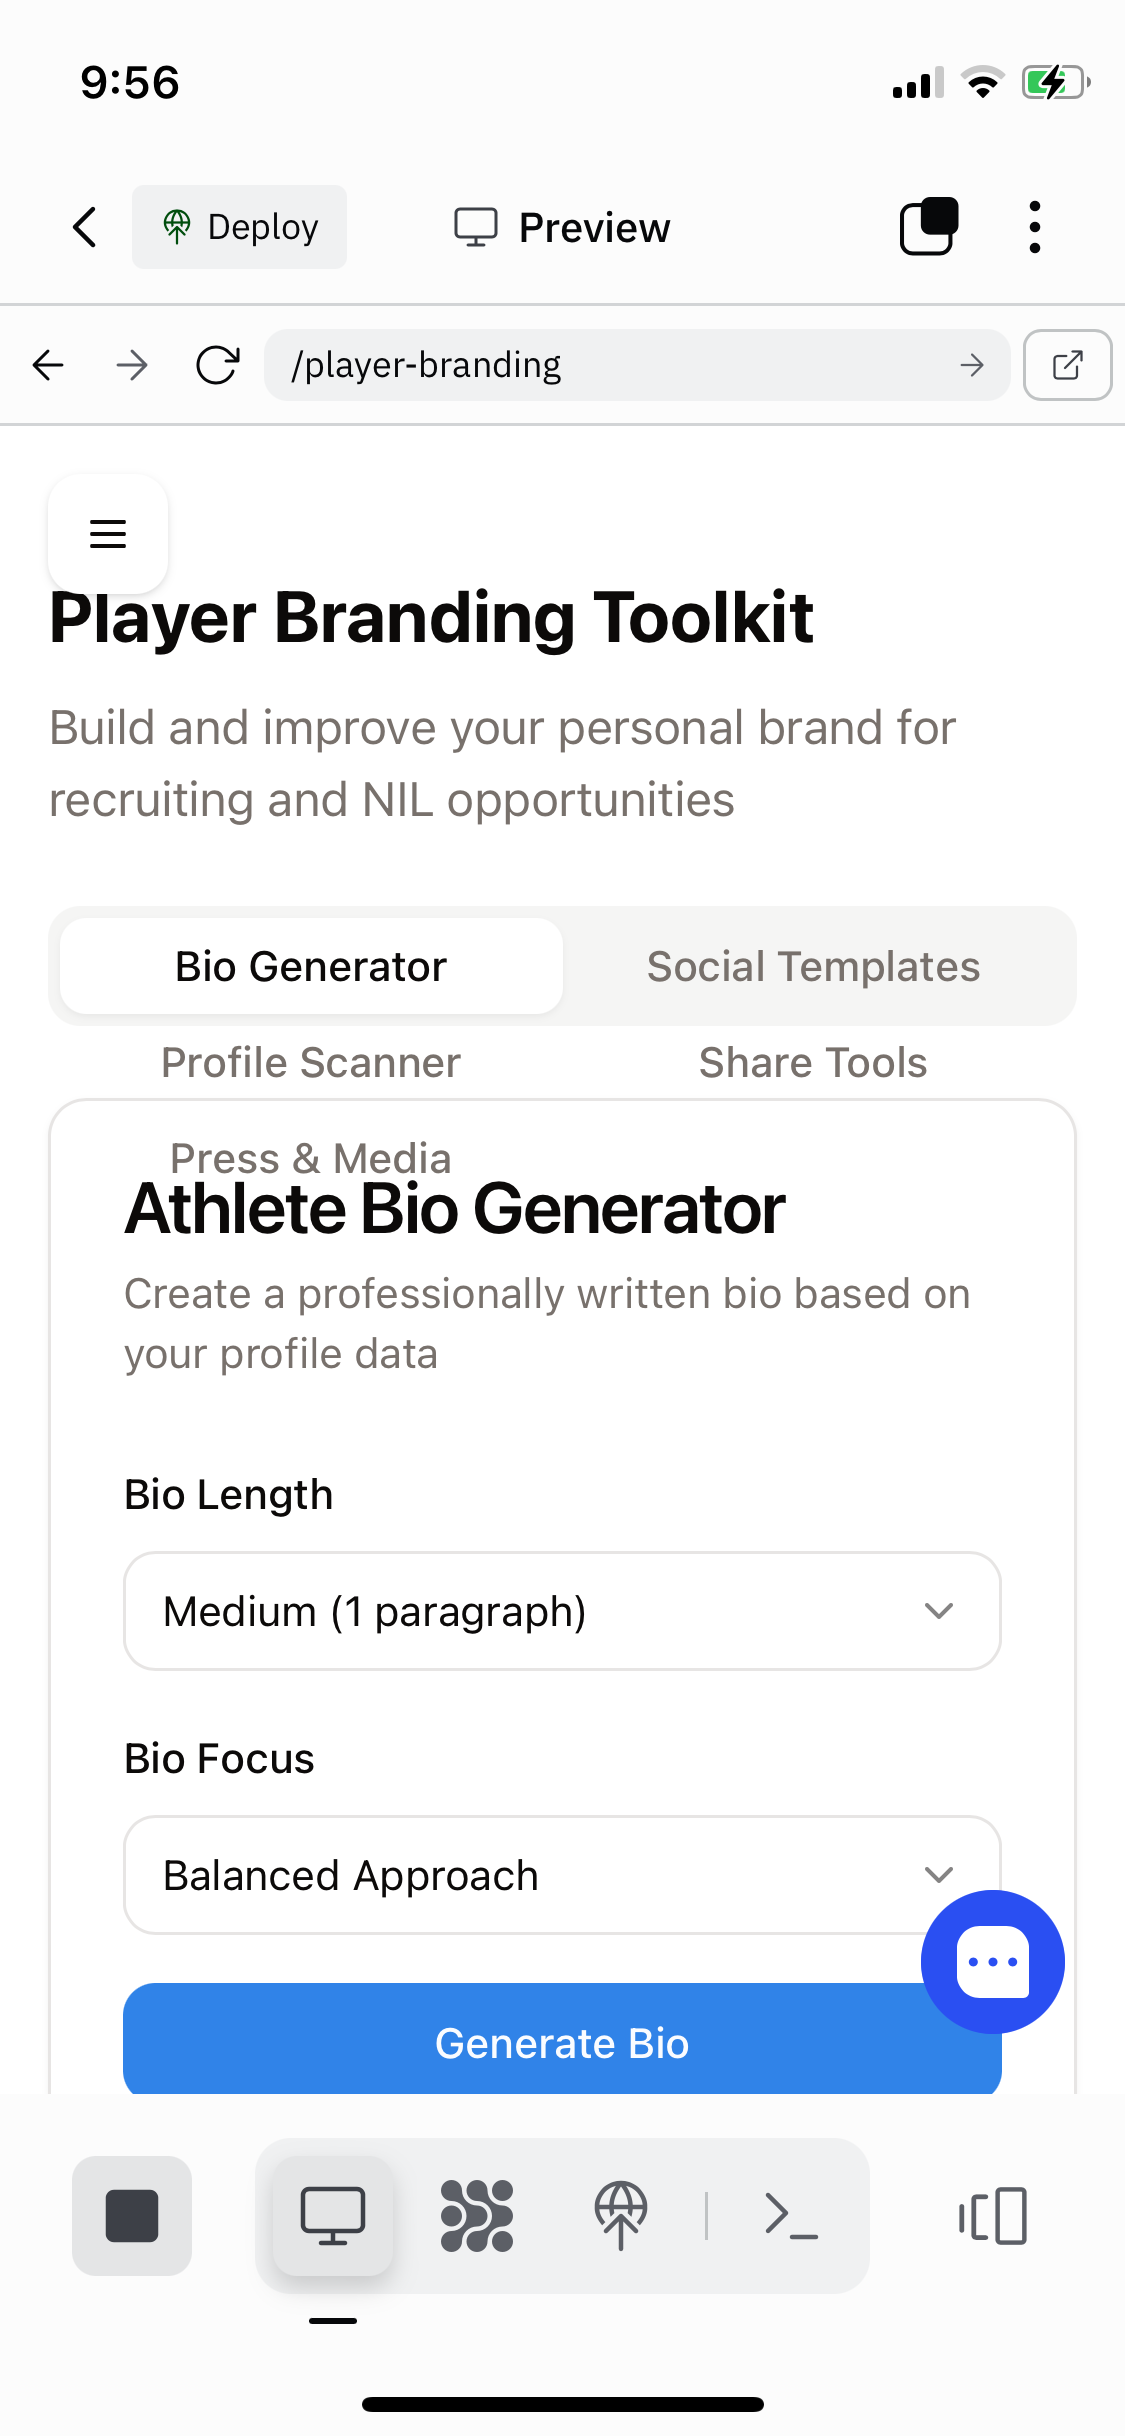 9:56
Deploy
Preview
/player-branding
Player Branding Toolkit
Build and improve your personal brand for
recruiting and NIL opportunities
Bio Generator
Social Templates
Profile Scanner
Share Tools
Press & Media
Athlete Bio Generator
Create a professionally written bio based on
your profile data
Bio Length
Medium (1 paragraph)
Bio Focus
Balanced Approach
Generate Bio